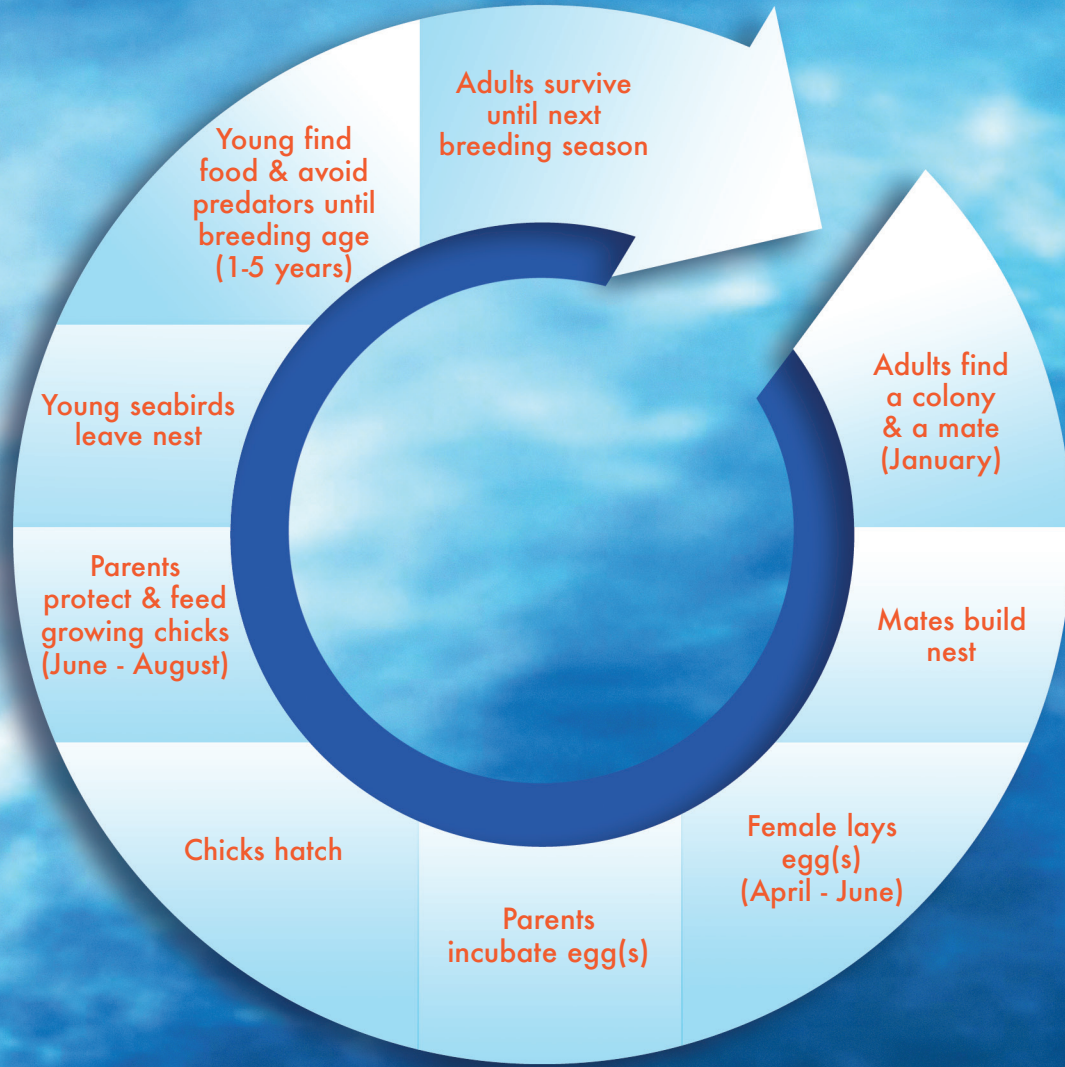 Adults survive
until next
breeding season
Young find
food & avoid
predators until
breeding age
(1-5 years)
Young seabirds
leave nest
Parents
protect & feed
growing chicks
(June - August)
Chicks hatch
Parents
incubate egg(s)
Female lays
egg(s)
(April - June)
Mates build
nest
Adults find
a colony
& a mate
(January)